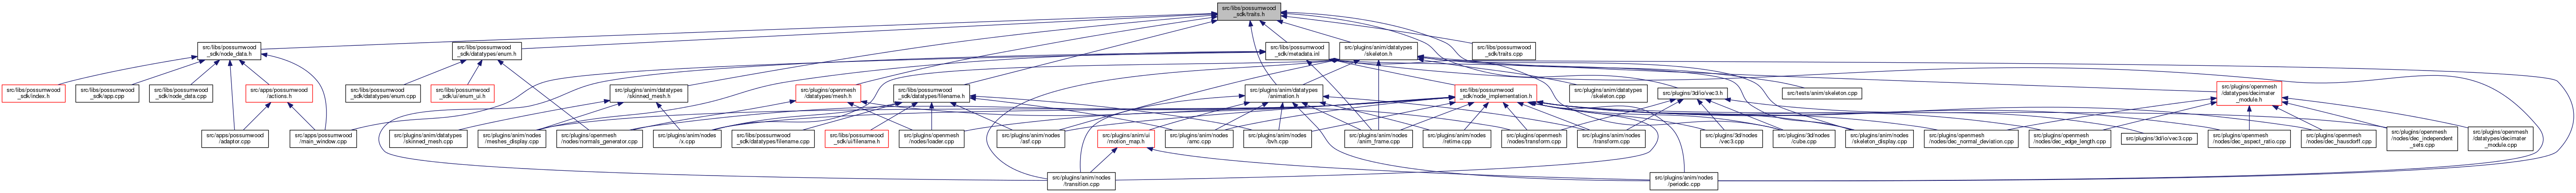 src/libs/possumwood
_sdk/traits.h
src/libs/possumwood
_sdk/node_data.h
src/libs/possumwood
_sdk/datatypes/enum.h
src/libs/possumwood
_sdk/metadata.inl
src/plugins/anim/datatypes
/skeleton.h
src/libs/possumwood
_sdk/traits.cpp
src/libs/possumwood
_sdk/index.h
src/libs/possumwood
_sdk/app.cpp
src/libs/possumwood
_sdk/node_data.cpp
src/apps/possumwood
/actions.h
src/libs/possumwood
_sdk/datatypes/enum.cpp
src/libs/possumwood
_sdk/ui/enum_ui.h
src/plugins/anim/datatypes
/skinned_mesh.h
src/plugins/openmesh
/datatypes/mesh.h
src/libs/possumwood
_sdk/datatypes/filename.h
src/plugins/anim/datatypes
/animation.h
src/libs/possumwood
_sdk/node_implementation.h
src/plugins/anim/datatypes
/skeleton.cpp
src/plugins/3d/io/vec3.h
src/tests/anim/skeleton.cpp
src/plugins/openmesh
/datatypes/decimater
_module.h
src/apps/possumwood
/adaptor.cpp
src/apps/possumwood
/main_window.cpp
src/plugins/anim/datatypes
/skinned_mesh.cpp
src/plugins/anim/nodes
/meshes_display.cpp
src/plugins/openmesh
/nodes/normals_generator.cpp
src/plugins/anim/nodes
/x.cpp
src/libs/possumwood
_sdk/datatypes/filename.cpp
src/libs/possumwood
_sdk/ui/filename.h
src/plugins/openmesh
/nodes/loader.cpp
src/plugins/anim/nodes
/asf.cpp
src/plugins/anim/ui
/motion_map.h
src/plugins/anim/nodes
/amc.cpp
src/plugins/anim/nodes
/bvh.cpp
src/plugins/anim/nodes
/anim_frame.cpp
src/plugins/anim/nodes
/retime.cpp
src/plugins/openmesh
/nodes/transform.cpp
src/plugins/anim/nodes
/transform.cpp
src/plugins/3d/nodes
/vec3.cpp
src/plugins/3d/nodes
/cube.cpp
src/plugins/anim/nodes
/skeleton_display.cpp
src/plugins/openmesh
/nodes/dec_normal_deviation.cpp
src/plugins/openmesh
/nodes/dec_edge_length.cpp
src/plugins/3d/io/vec3.cpp
src/plugins/openmesh
/nodes/dec_aspect_ratio.cpp
src/plugins/openmesh
/nodes/dec_hausdorff.cpp
src/plugins/openmesh
/nodes/dec_independent
_sets.cpp
src/plugins/openmesh
/datatypes/decimater
_module.cpp
src/plugins/anim/nodes
/transition.cpp
src/plugins/anim/nodes
/periodic.cpp